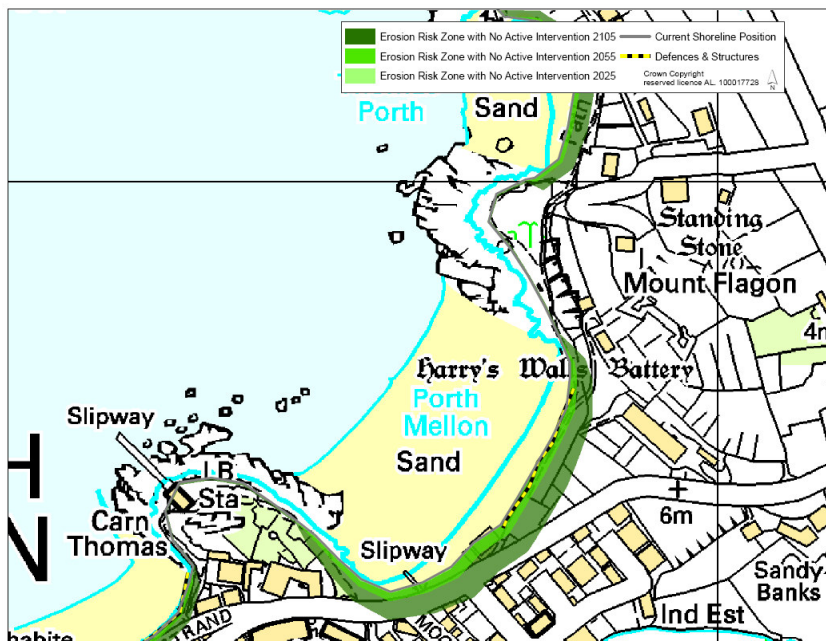 Erosion Risk Zone with No Active Intervention 2105
Erosion Risk Zone with No Active Intervention 2055
Erosion Risk Zone with No Active Intervention 2025
Current Shoreline Position
Defences & Structures
Crown Copyright
reserved licence AL. 100017728
N
Porth
Sand
Path
Standing
Stone
Mount Flagon
4m
Harry's Walls Battery
Porth
Mellon
Sand
Slipway
LB
Sta
Carn
Thomas
Slipway
6m
Sandy
Banks
Ind Est
STRAND